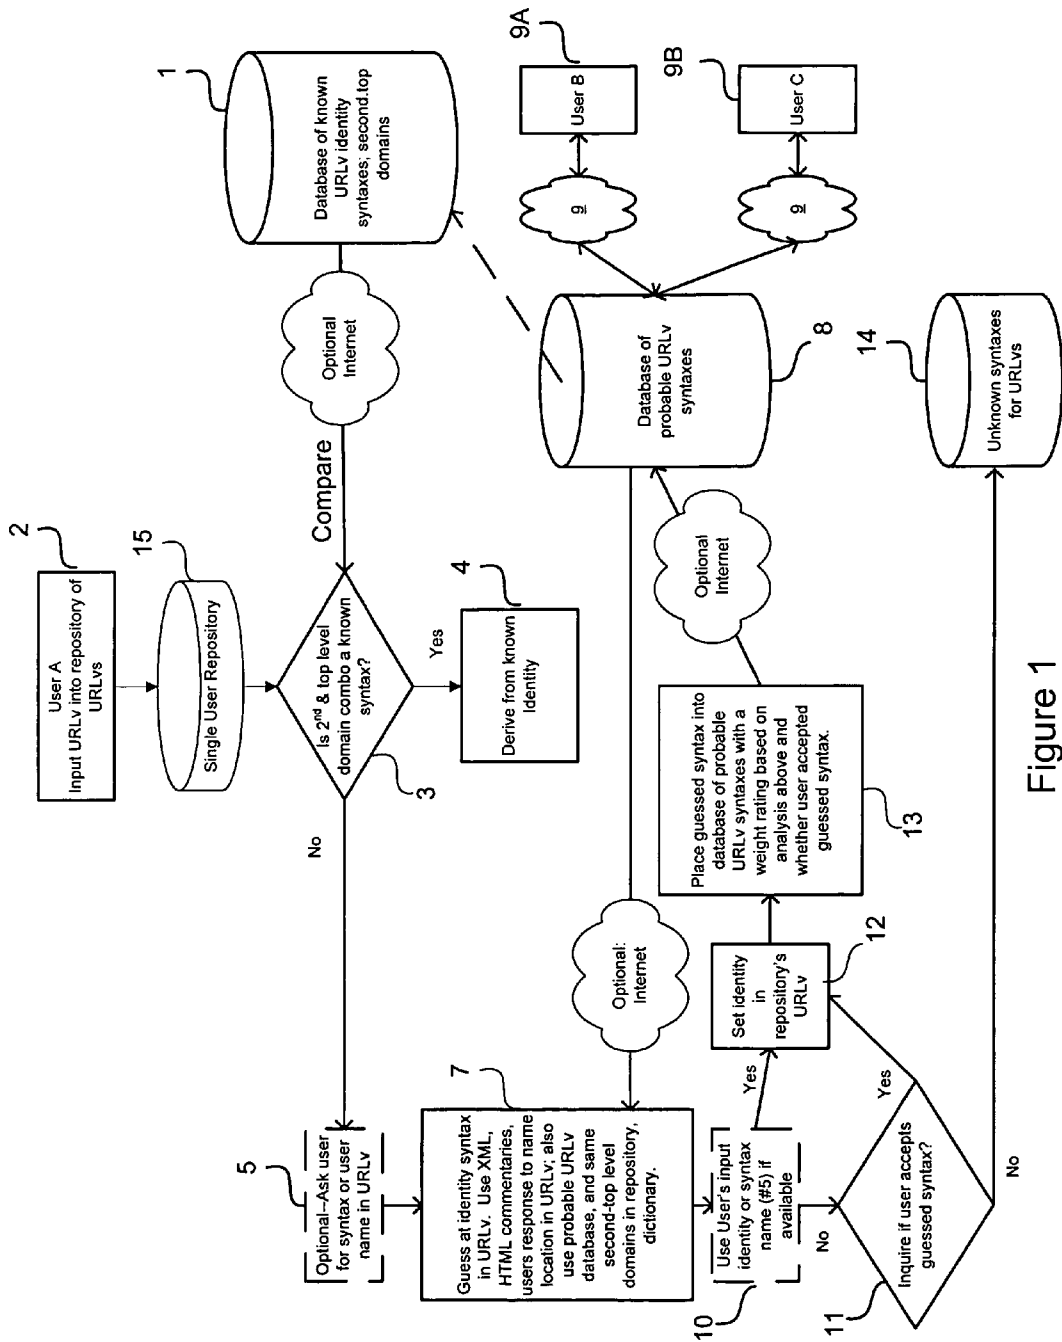 2
User A
Input URLv into repository of
URLvs
15
Single User Repository
1
Database of known
URLv identity
syntaxes; second.top
domains
Optional
Internet
Compare
Is 2nd & top level
domain combo a known
syntax?
3
Yes
4
Derive from known
Identity
No
5
Optional--Ask user
for syntax or user
name in URLv
7
Guess at identity syntax
in URLv. Use XML,
HTML commentaries,
users response to name
location in URLv; also
use probable URLv
database, and same
second-top level
domains in repository,
dictionary.
Optional:
Internet
Database of
probable URLv
syntaxes
8
9
User B
9A
9
User C
9B
10
Use User's input
identity or syntax
name (#5) if
available
Yes
No
Set identity
in
repository's
URLv
12
Place guessed syntax into
database of probable
URLv syntaxes with a
weight rating based on
analysis above and
whether user accepted
guessed syntax.
13
Optional
Internet
11
Inquire if user accepts
guessed syntax?
Yes
No
14
Unknown syntaxes
for URLvs
Figure 1